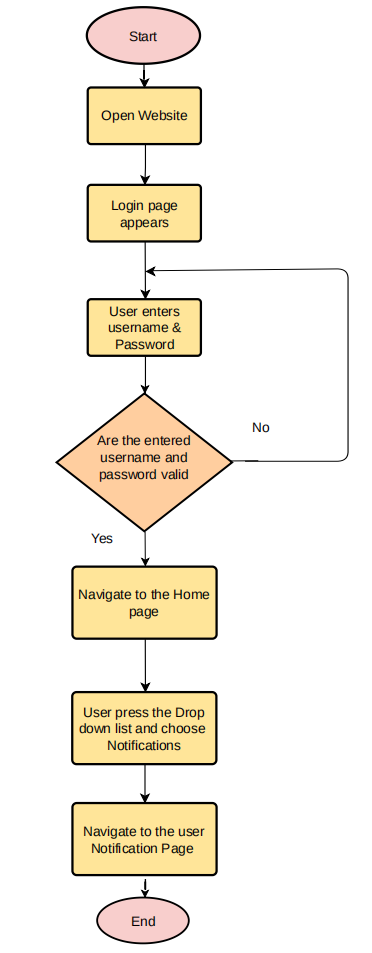 Start
Open Website
Login page
appears
User enters
username &
Password
Are the entered
username and
password valid
No
Yes
Navigate to the Home
page
User press the Drop
down list and choose
Notifications
Navigate to the user
Notification Page
End